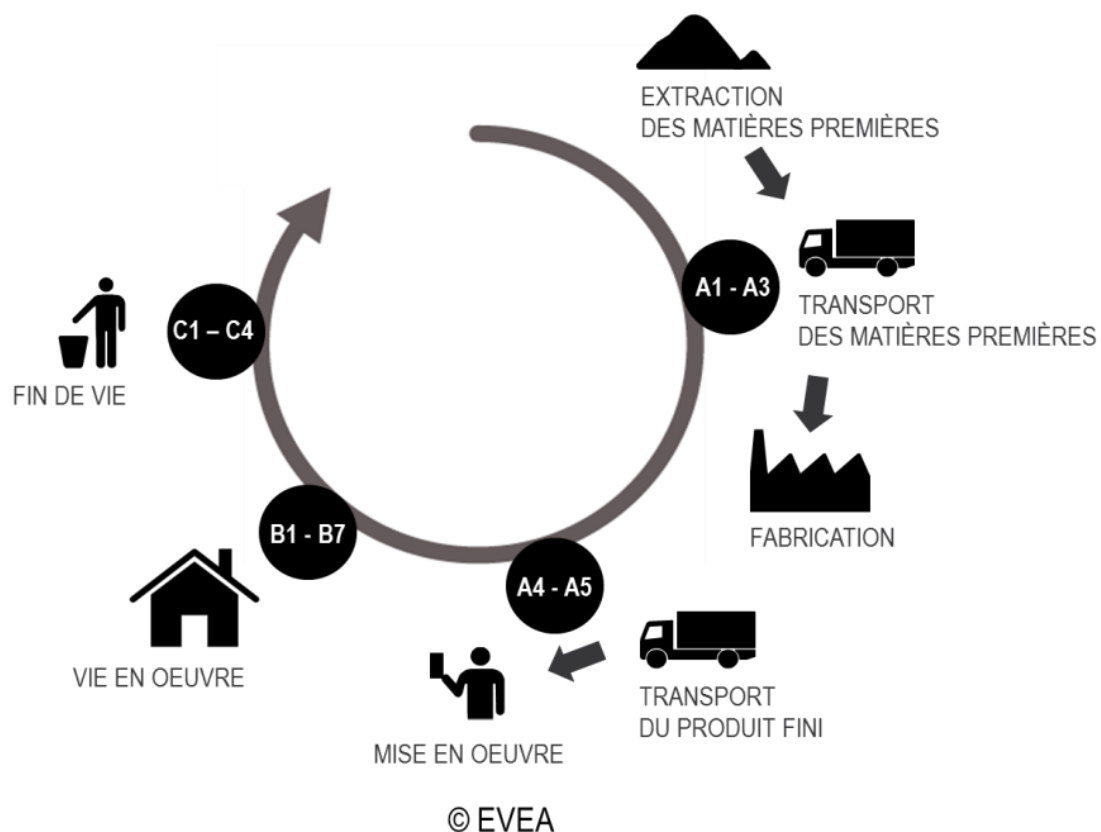 EXTRACTION
DES MATIÈRES PREMIÈRES
A1 - A3
TRANSPORT
DES MATIÈRES PREMIÈRES
FABRICATION
A4 - A5
TRANSPORT
DU PRODUIT FINI
MISE EN OEUVRE
B1 - B7
VIE EN OEUVRE
C1 – C4
FIN DE VIE
© EVEA